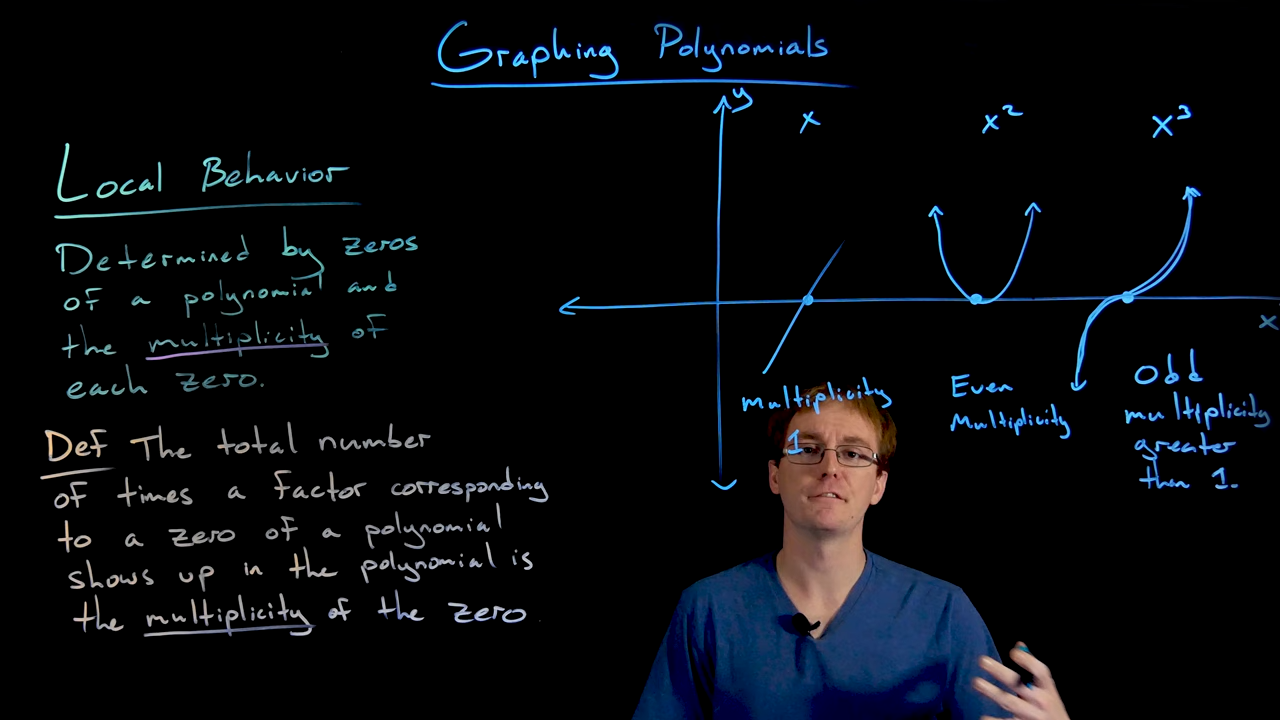 Graphing Polynomials
Local Behavior
Determined by zeros
of a polynomial and
the multiplicity of
each zero.
Def The total number
of times a factor corresponding
to a zero of a polynomial
shows up in the polynomial is
the multiplicity of the zero
y
x
x²
x³
x
multiplicity
1
Even
Multiplicity
Odd
multiplicity
greater
than 1.